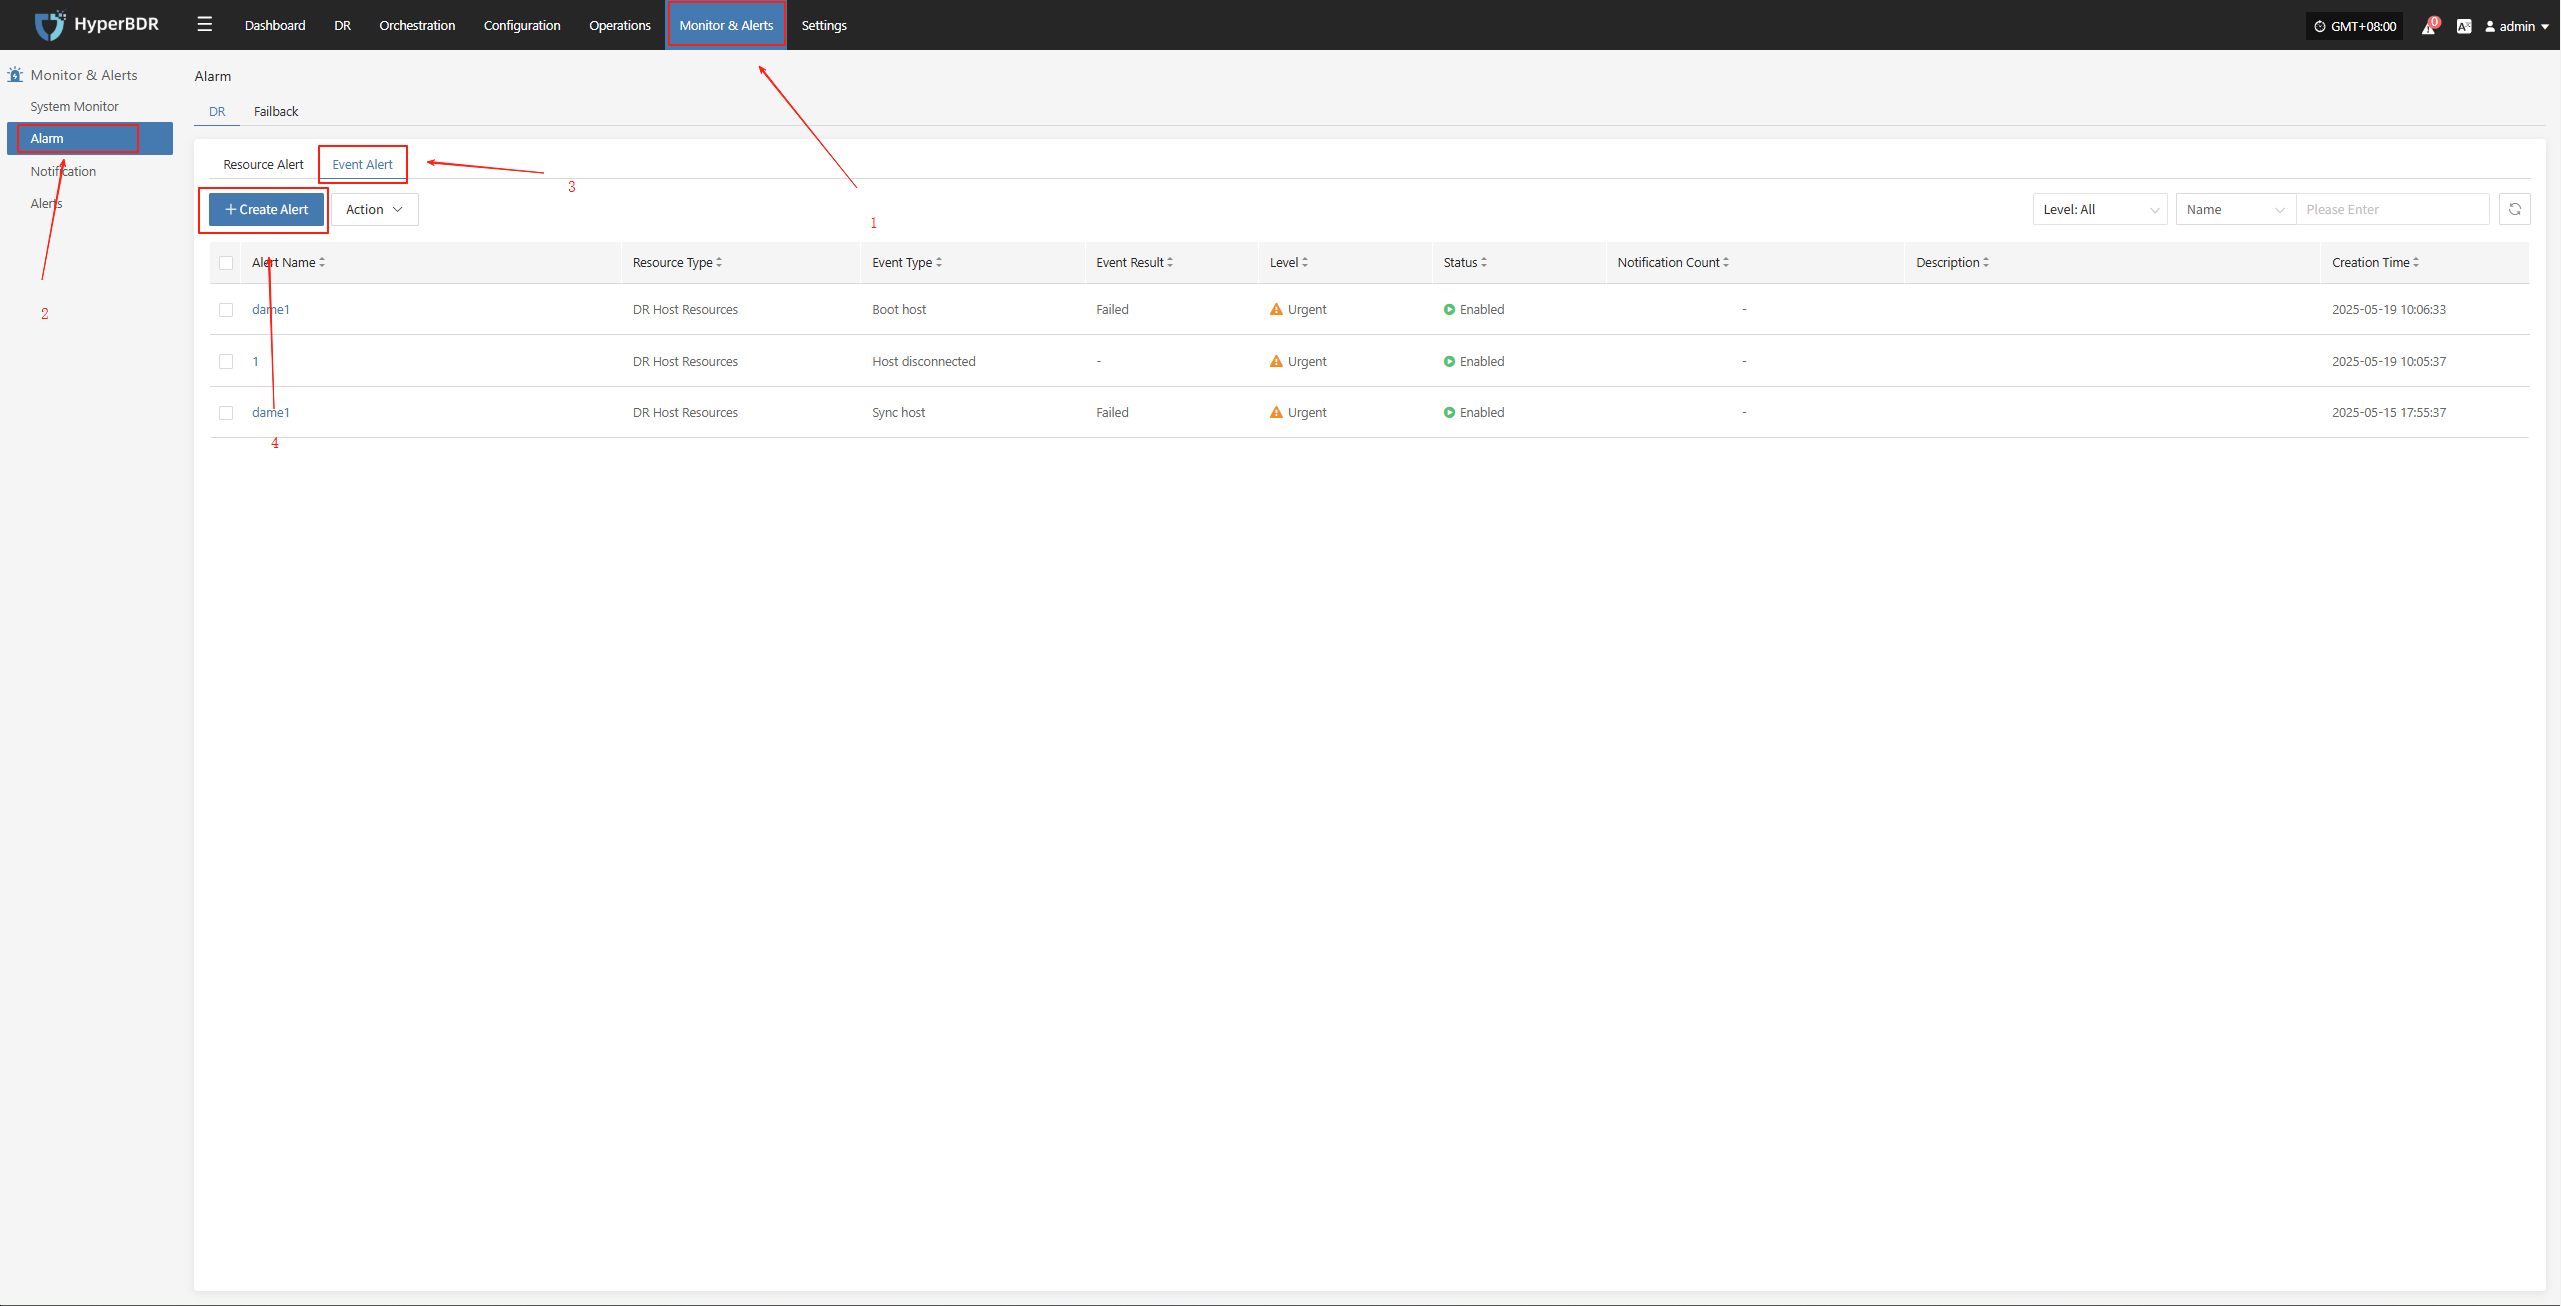 HyperBDR
Dashboard DR Orchestration Configuration Operations Monitor & Alerts Settings
GMT+08:00 0 admin
Monitor & Alerts
System Monitor
Alarm
Notification
Alerts
Alarm
DR Failback
Resource Alert Event Alert
+ Create Alert Action
Level: All Name Please Enter
Alert Name Resource Type Event Type Event Result Level Status Notification Count Description Creation Time
dame1 DR Host Resources Boot host Failed Urgent Enabled - 2025-05-19 10:06:33
1 DR Host Resources Host disconnected - Urgent Enabled - 2025-05-19 10:05:37
dame1 DR Host Resources Sync host Failed Urgent Enabled - 2025-05-15 17:55:37
1
2
3
4